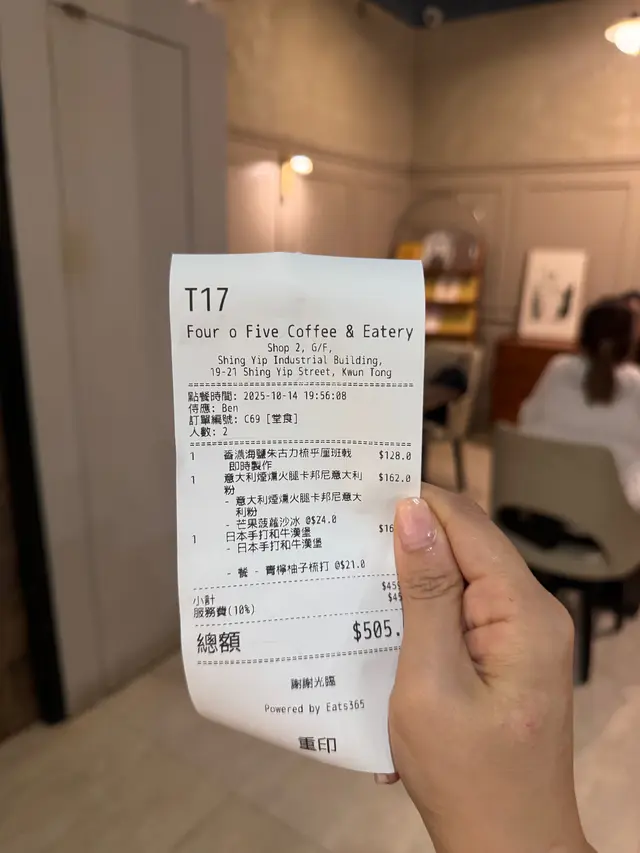 T17
Four o Five Coffee & Eatery
Shop 2, G/F,
Shing Yip Industrial Building,
19-21 Shing Yip Street, Kwun Tong
點餐時間: 2025-10-14 19:56:08
侍應: Ben
訂單編號: C69 [堂食]
人數: 2
1 香濃海鹽朱古力梳乎厘班戟 $128.0
即時製作
1 意大利煙燻火腿卡邦尼意大利 $162.0
粉
- 意大利煙燻火腿卡邦尼意大
利粉
- 芒果菠蘿沙冰 @$24.0
1 日本手打和牛漢堡
- 日本手打和牛漢堡
- 餐 - 青檸柚子梳打 @$21.0
小計
服務費(10%)
總額 $505.
謝謝光臨
Powered by Eats365
重印